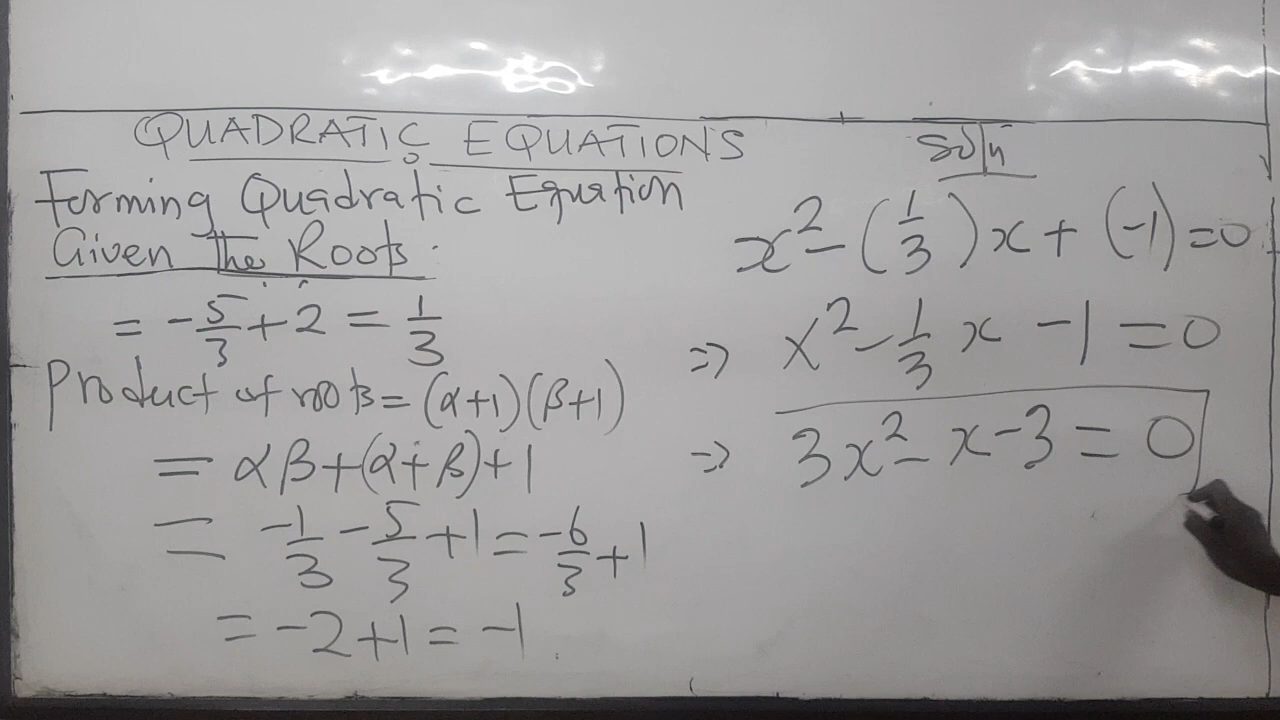 QUADRATIC EQUATIONS
Forming Quadratic Equation
Given The Roots.
= -5/3 + 2 = 1/3
Product of roots = (α+1)(β+1)
= αβ + (α+β) + 1
= -1/3 - 5/3 + 1 = -6/3 + 1
= -2 + 1 = -1
Soln
x² - (1/3)x + (-1) = 0
=> x² - 1/3 x - 1 = 0
=> 3x² - x - 3 = 0